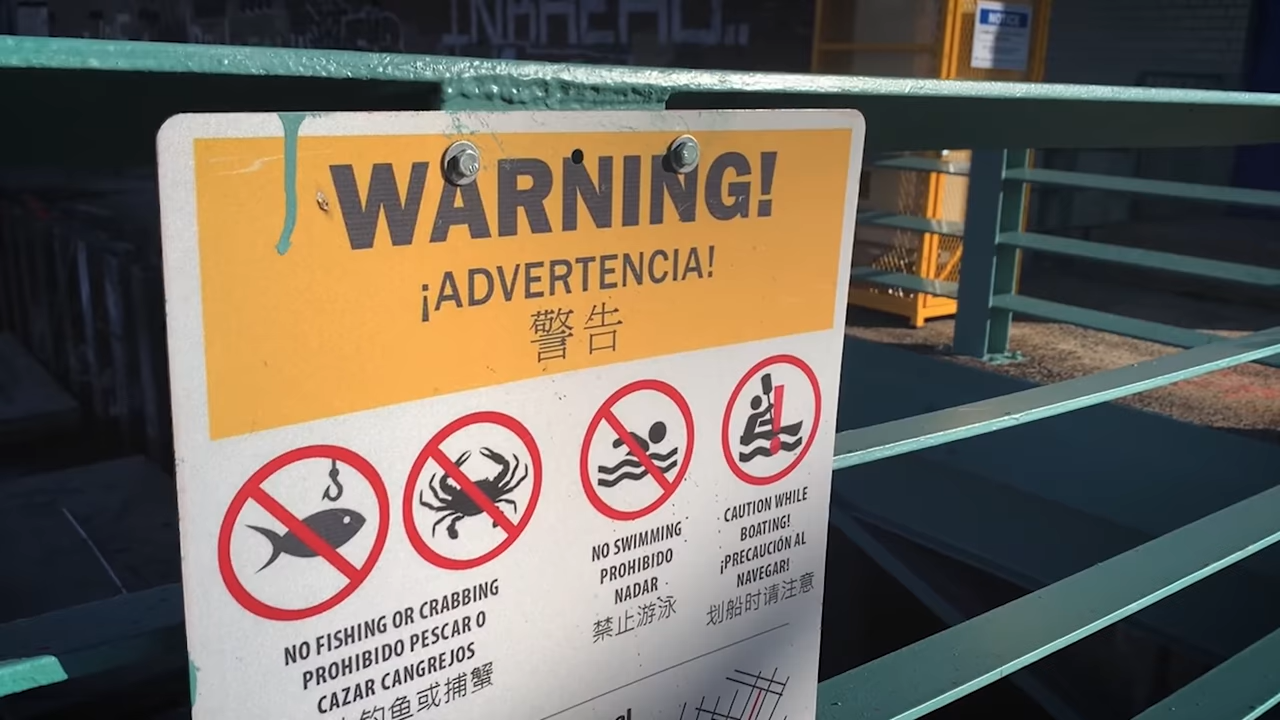 NOTICE
WARNING!
¡ADVERTENCIA!
警告
NO FISHING OR CRABBING
PROHIBIDO PESCAR O
CAZAR CANGREJOS
钓鱼或捕蟹
NO SWIMMING
PROHIBIDO
NADAR
禁止游泳
CAUTION WHILE
BOATING!
¡PRECAUCIÓN AL
NAVEGAR!
划船时请注意